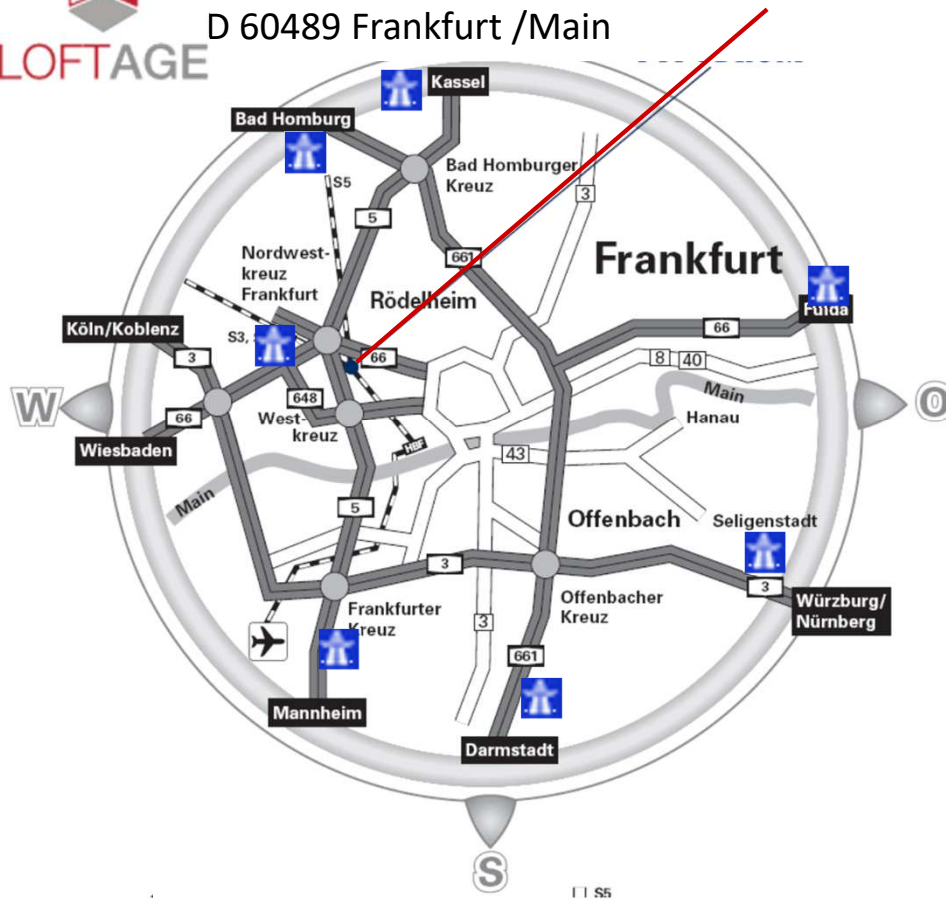 LOFTAGE
D 60489 Frankfurt /Main
Kassel
Bad Homburg
Bad Homburger
Kreuz
S5
5
3
661
Nordwest-
kreuz
Frankfurt
Frankfurt
Rödelheim
Fulda
Köln/Koblenz
S3,
3
66
66
8
40
Main
W
O
648
66
West-
kreuz
Hanau
Wiesbaden
HBF
43
Main
5
Offenbach
Seligenstadt
3
3
Offenbacher
Kreuz
Würzburg/
Nürnberg
Frankfurter
Kreuz
3
661
Mannheim
Darmstadt
S
S5